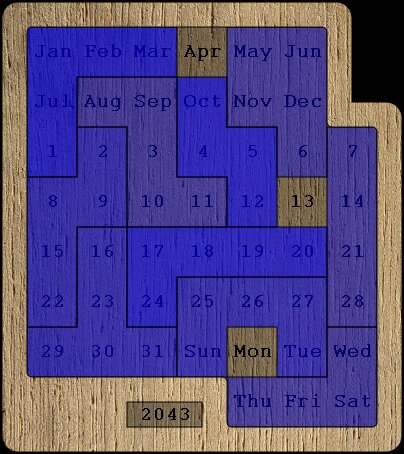 Jan Feb Mar Apr May Jun
Jul Aug Sep Oct Nov Dec
1 2 3 4 5 6 7
8 9 10 11 12 13 14
15 16 17 18 19 20 21
22 23 24 25 26 27 28
29 30 31 Sun Mon Tue Wed
Thu Fri Sat
2043